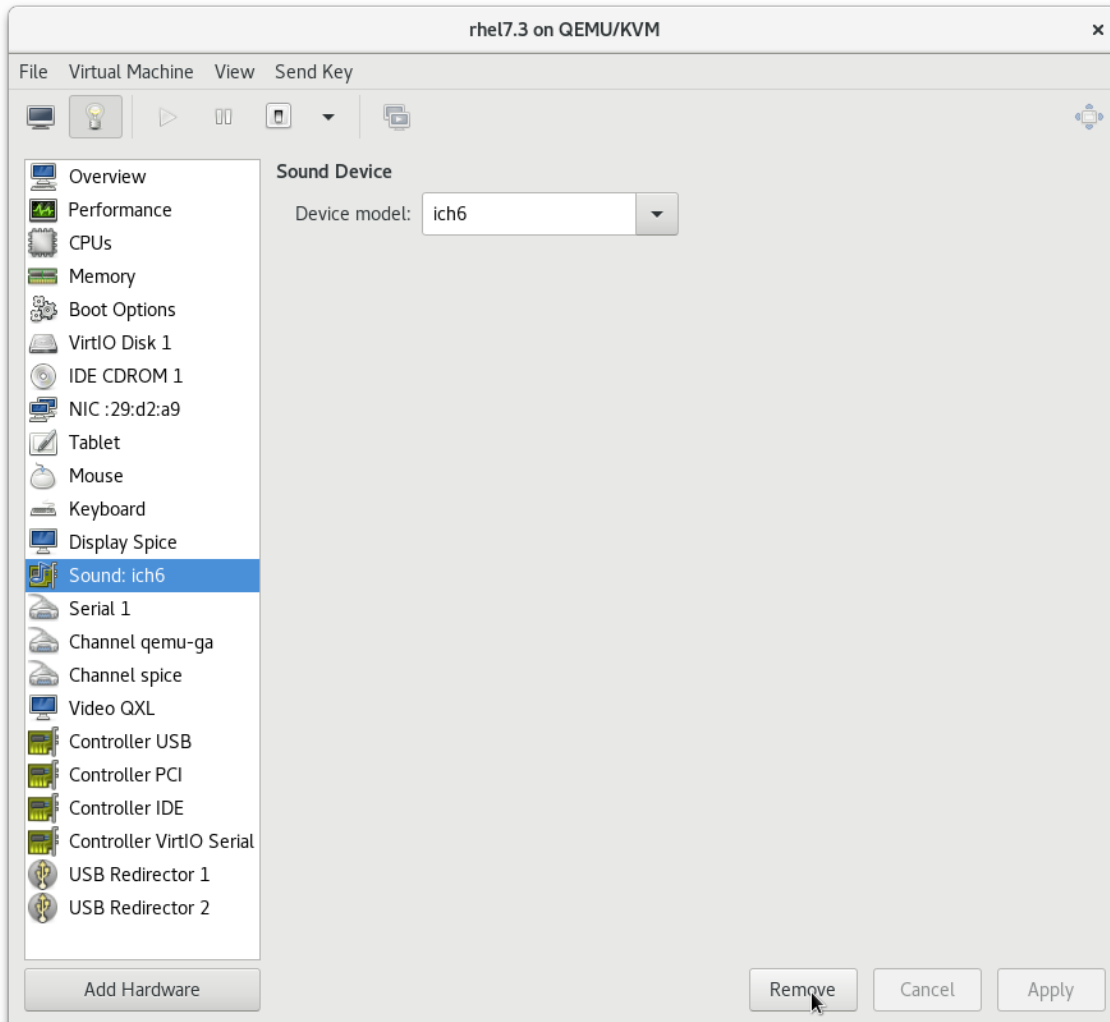 rhel7.3 on QEMU/KVM
File Virtual Machine View Send Key
Overview
Performance
CPUs
Memory
Boot Options
VirtIO Disk 1
IDE CDROM 1
NIC :29:d2:a9
Tablet
Mouse
Keyboard
Display Spice
Sound: ich6
Serial 1
Channel qemu-ga
Channel spice
Video QXL
Controller USB
Controller PCI
Controller IDE
Controller VirtIO Serial
USB Redirector 1
USB Redirector 2
Add Hardware
Sound Device
Device model: ich6
Remove Cancel Apply